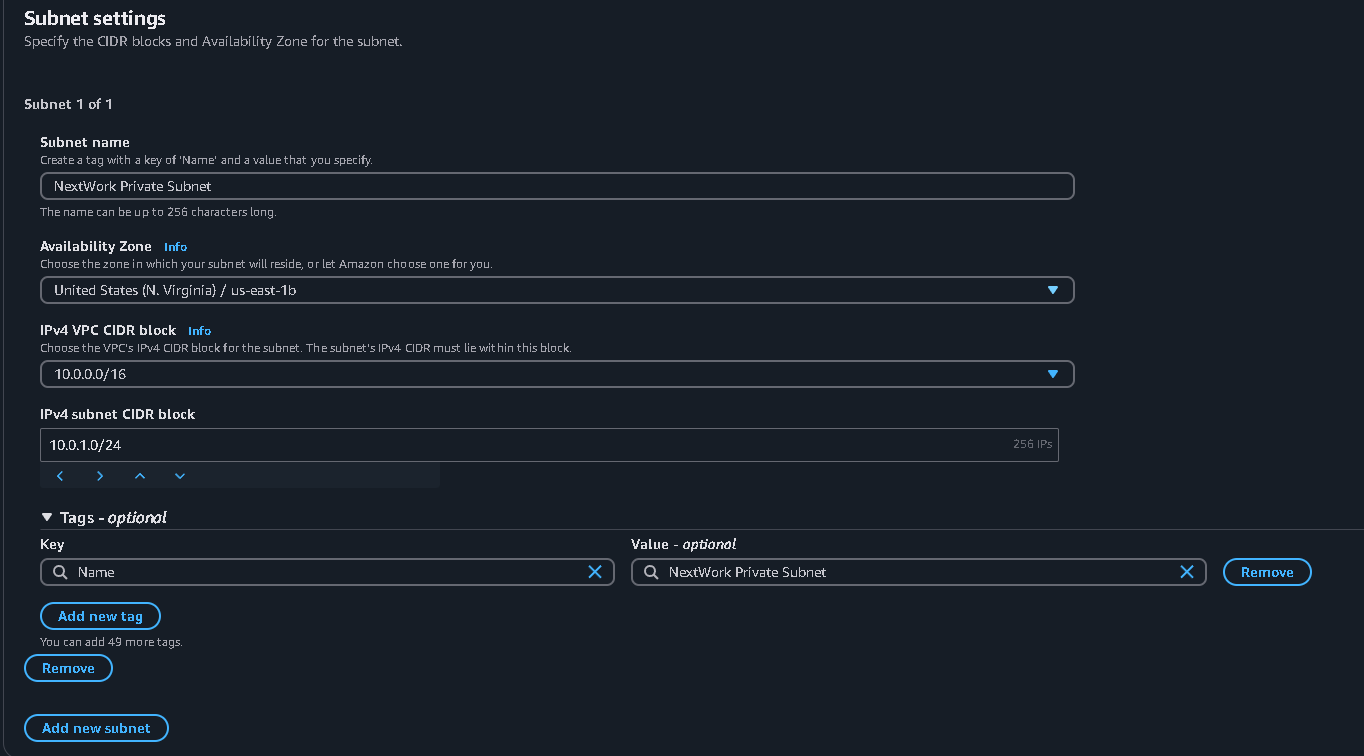 Subnet settings
Specify the CIDR blocks and Availability Zone for the subnet.
Subnet 1 of 1
Subnet name
Create a tag with a key of 'Name' and a value that you specify.
NextWork Private Subnet
The name can be up to 256 characters long.
Availability Zone Info
Choose the zone in which your subnet will reside, or let Amazon choose one for you.
United States (N. Virginia) / us-east-1b
IPv4 VPC CIDR block Info
Choose the VPC's IPv4 CIDR block for the subnet. The subnet's IPv4 CIDR must lie within this block.
10.0.0.0/16
IPv4 subnet CIDR block
10.0.1.0/24 256 IPs
Tags - optional
Key Value - optional
Name NextWork Private Subnet Remove
Add new tag
You can add 49 more tags.
Remove
Add new subnet